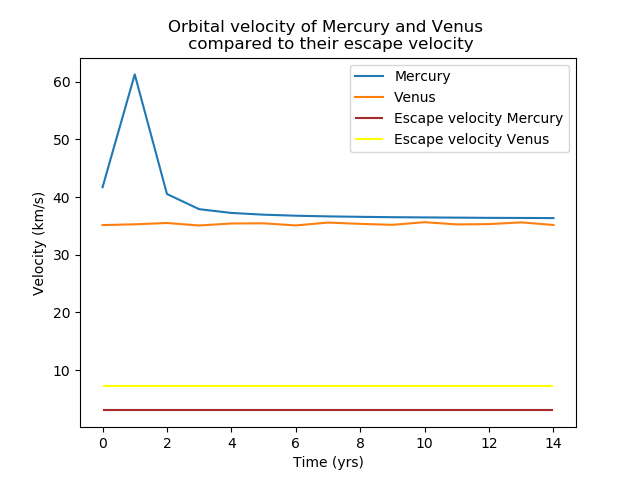 Orbital velocity of Mercury and Venus
compared to their escape velocity
Mercury
Venus
Escape velocity Mercury
Escape velocity Venus
60
50
40
30
20
10
Velocity (km/s)
0 2 4 6 8 10 12 14
Time (yrs)